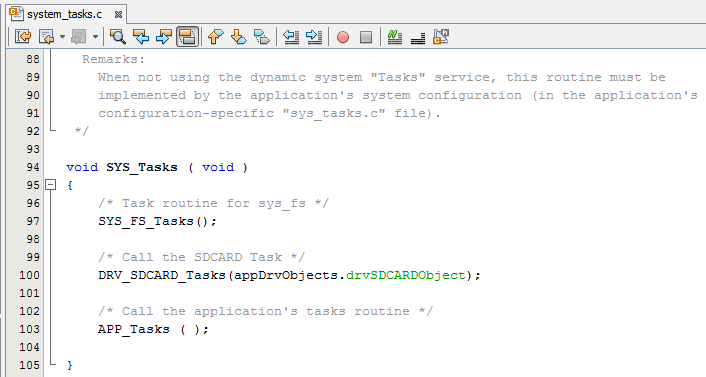 system_tasks.c
88 Remarks:
89 When not using the dynamic system "Tasks" service, this routine must be
90 implemented by the application's system configuration (in the application's
91 configuration-specific "sys_tasks.c" file).
92 */
93
94 void SYS_Tasks ( void )
95 {
96 /* Task routine for sys_fs */
97 SYS_FS_Tasks();
98
99 /* Call the SDCARD Task */
100 DRV_SDCARD_Tasks(appDrvObjects.drvSDCARDObject);
101
102 /* Call the application's tasks routine */
103 APP_Tasks ( );
104
105 }